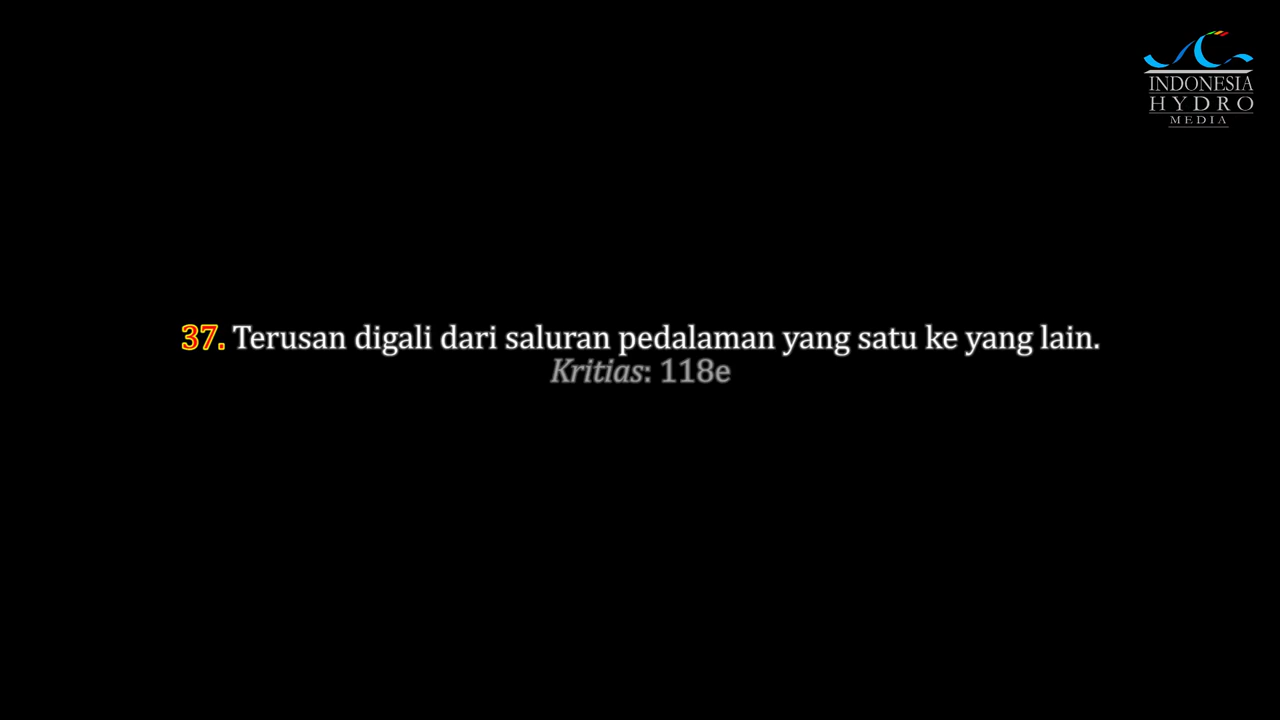 INDONESIA
HYDRO
MEDIA
37. Terusan digali dari saluran pedalaman yang satu ke yang lain.
Kritias: 118e